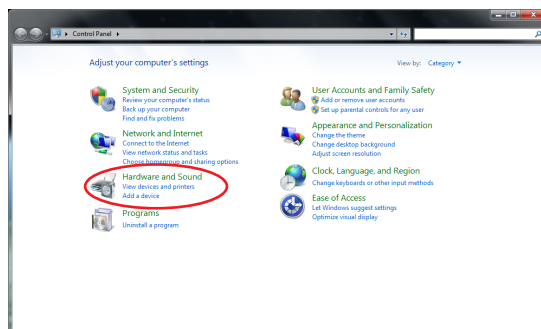 Control Panel
Adjust your computer's settings
View by: Category
System and Security
Review your computer's status
Back up your computer
Find and fix problems
Network and Internet
Connect to the Internet
View network status and tasks
Choose homegroup and sharing options
Hardware and Sound
View devices and printers
Add a device
Programs
Uninstall a program
User Accounts and Family Safety
Add or remove user accounts
Set up parental controls for any user
Appearance and Personalization
Change the theme
Change desktop background
Adjust screen resolution
Clock, Language, and Region
Change keyboards or other input methods
Ease of Access
Let Windows suggest settings
Optimize visual display